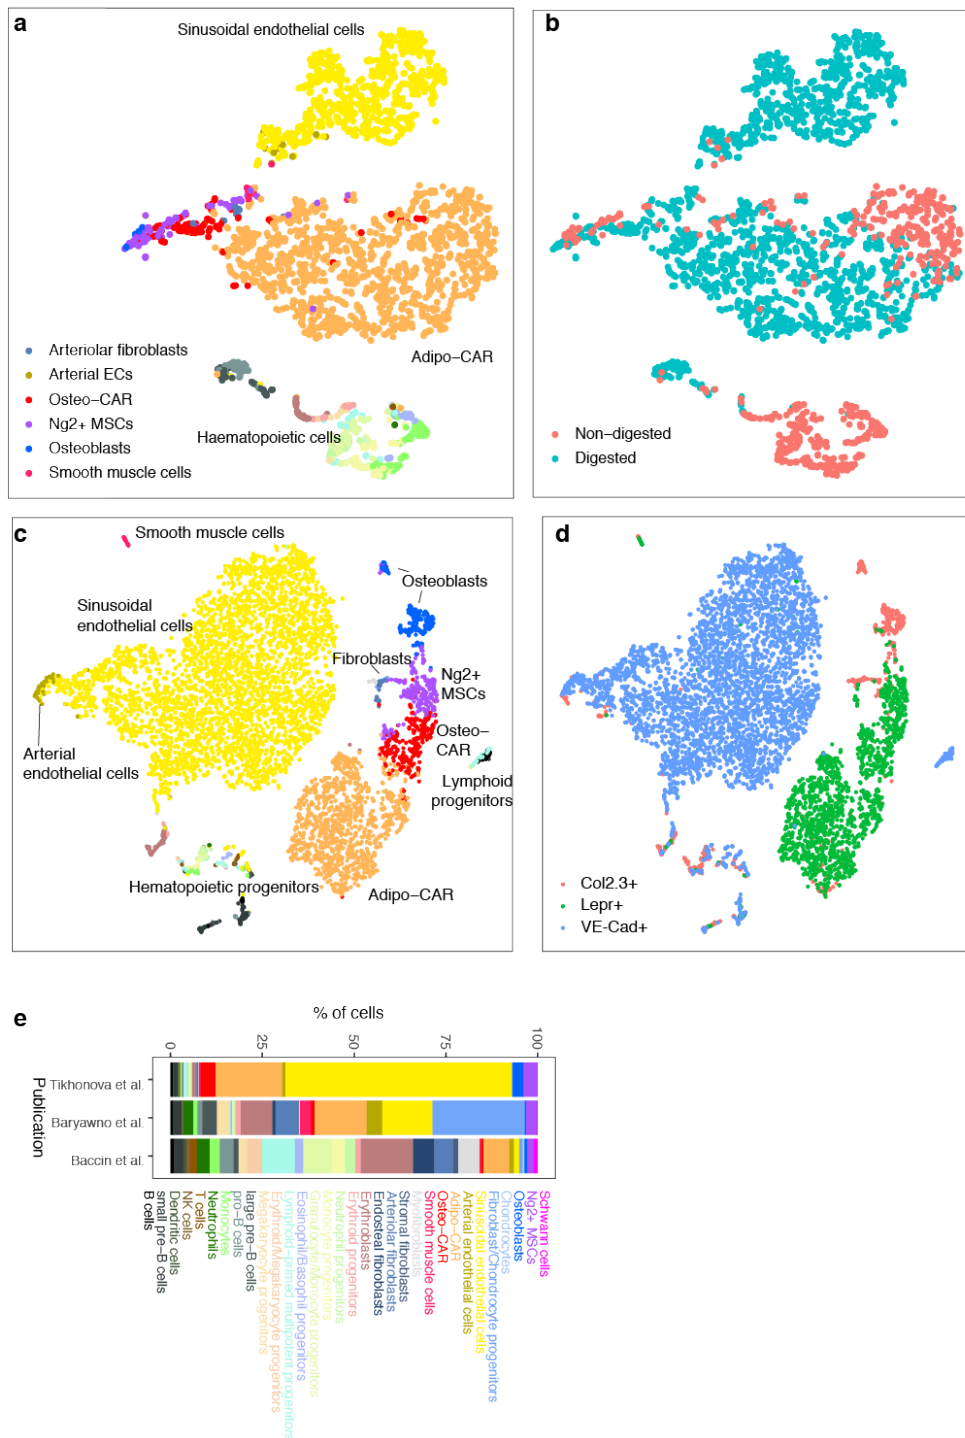 a
Sinusoidal endothelial cells
Adipo–CAR
Arteriolar fibroblasts
Arterial ECs
Osteo–CAR
Ng2+ MSCs
Osteoblasts
Smooth muscle cells
Haematopoietic cells
b
Non–digested
Digested
c
Smooth muscle cells
Osteoblasts
Sinusoidal
endothelial cells
Fibroblasts
Ng2+
MSCs
Osteo–
CAR
Arterial
endothelial cells
Lymphoid
progenitors
Hematopoietic progenitors
Adipo–CAR
d
Col2.3+
Lepr+
VE-Cad+
e
% of cells
0
25
50
75
100
Publication
Tikhonova et al.
Baryawno et al.
Baccin et al.
Schwann cells
Ng2+ MSCs
Osteoblasts
Chondrocytes
Fibroblast/Chondrocyte progenitors
Sinusoidal endothelial cells
Arterial endothelial cells
Adipo–CAR
Osteo–CAR
Smooth muscle cells
Myofibroblasts
Stromal fibroblasts
Arteriolar fibroblasts
Endosteal fibroblasts
Erythroblasts
Erythroid progenitors
Neutrophil progenitors
Monocyte progenitors
Granulocyte/Monocyte progenitors
Eosinophil/Basophil progenitors
Lymphoid–primed multipotent progenitors
Erythroid/Megakaryocyte progenitors
Megakaryocyte progenitors
large pre–B cells
pro–B cells
Monocytes
Neutrophils
T cells
NK cells
Dendritic cells
small pre–B cells
B cells